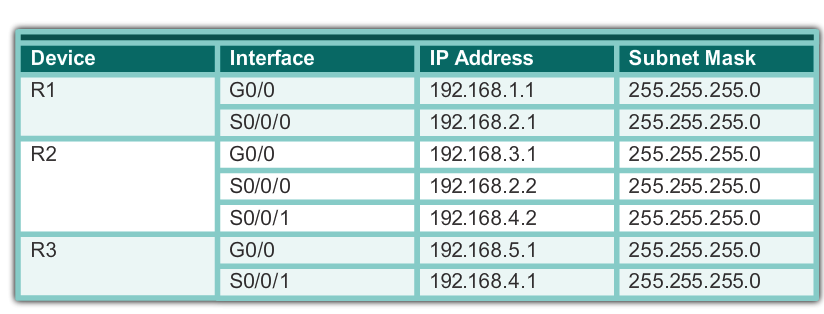 Device Interface IP Address Subnet Mask
R1 G0/0 192.168.1.1 255.255.255.0
S0/0/0 192.168.2.1 255.255.255.0
R2 G0/0 192.168.3.1 255.255.255.0
S0/0/0 192.168.2.2 255.255.255.0
S0/0/1 192.168.4.2 255.255.255.0
R3 G0/0 192.168.5.1 255.255.255.0
S0/0/1 192.168.4.1 255.255.255.0